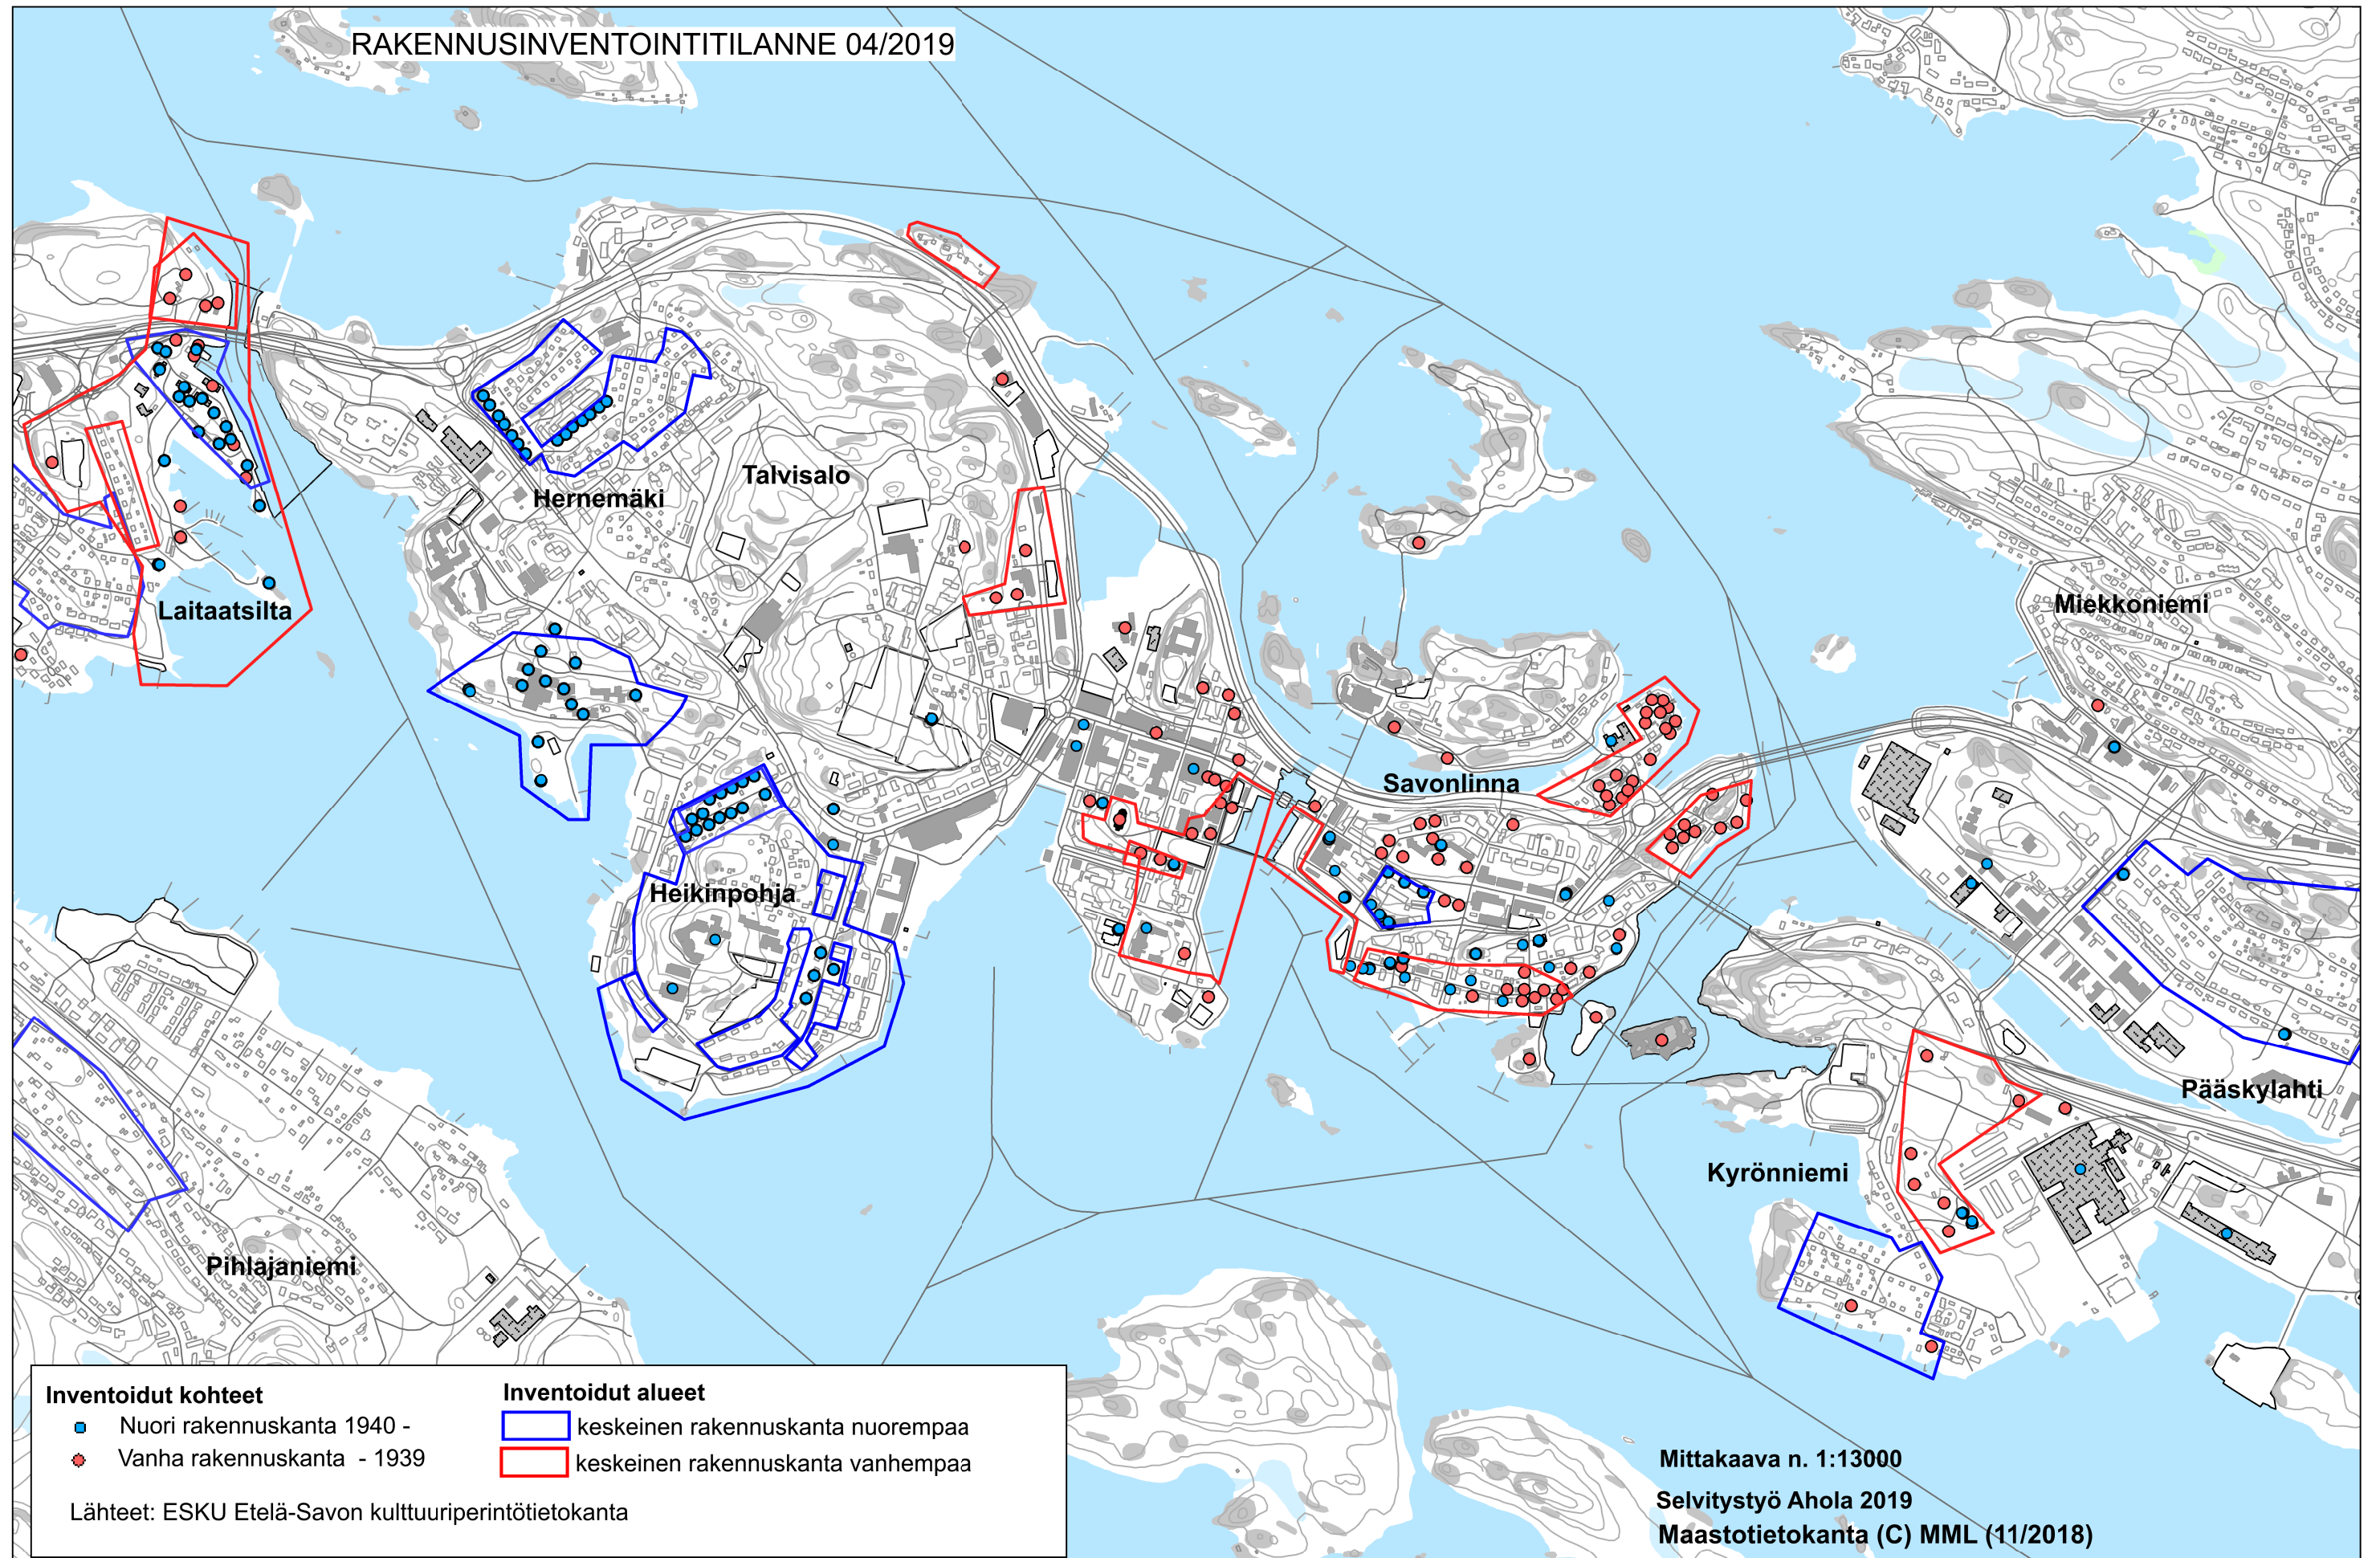 RAKENNUSINVENTOINTITILANNE 04/2019
Talvisalo
Hernemäki
Laitaatsilta
Miekkoniemi
Savonlinna
Heikinpohja
Pääskylahti
Kyrönniemi
Pihlajaniemi
Inventoidut kohteet
Nuori rakennuskanta 1940 -
Vanha rakennuskanta - 1939
Inventoidut alueet
keskeinen rakennuskanta nuorempaa
keskeinen rakennuskanta vanhempaa
Lähteet: ESKU Etelä-Savon kulttuuriperintötietokanta
Mittakaava n. 1:13000
Selvitystyö Ahola 2019
Maastotietokanta (C) MML (11/2018)